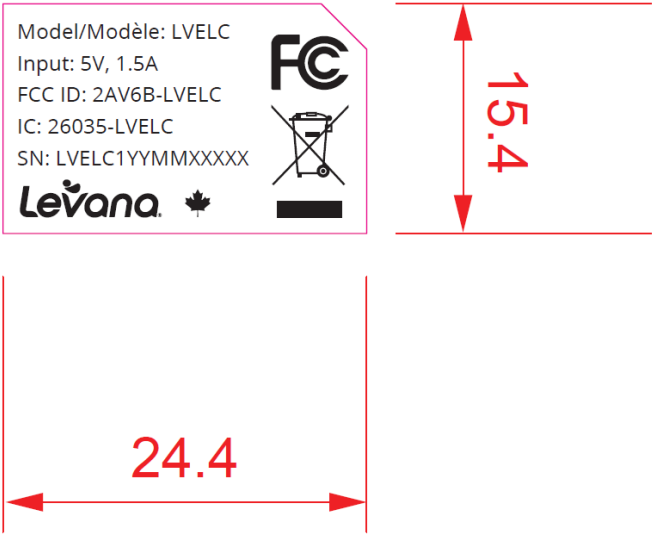 Model/Modèle: LVELC
Input: 5V, 1.5A
FCC ID: 2AV6B-LVELC
IC: 26035-LVELC
SN: LVELC1YYMMXXXXX
Levana
FC
15.4
24.4